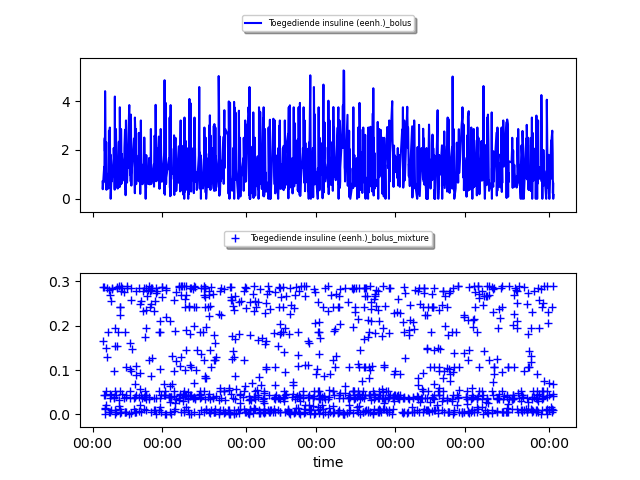 Toegediende insuline (eenh.)_bolus
4
2
0
Toegediende insuline (eenh.)_bolus_mixture
0.3
0.2
0.1
0.0
00:00 00:00 00:00 00:00 00:00 00:00 00:00
time